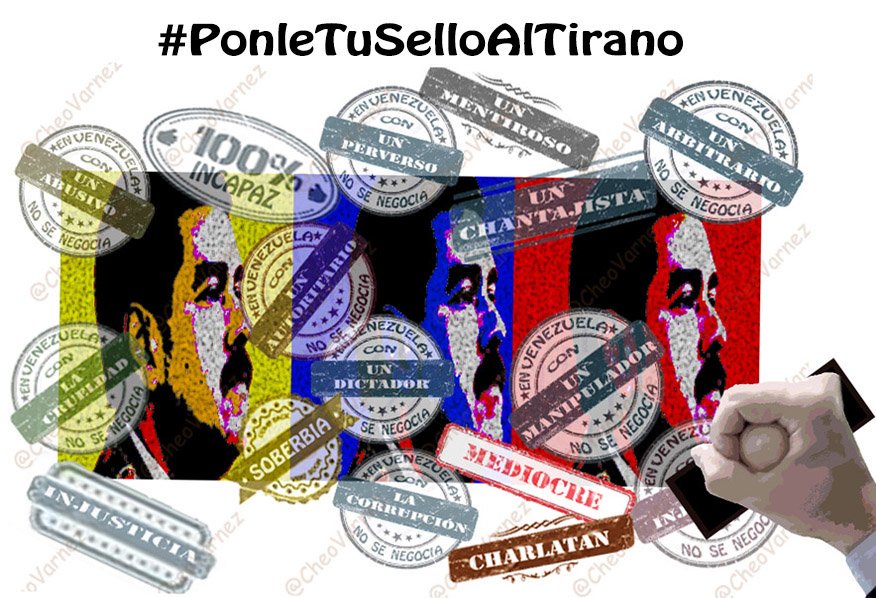 #PonleTuSelloAlTirano
@CheoVarnez
EN VENEZUELA
CON
UN
ABUSIVO
NO SE NEGOCIA
100%
INCAPAZ
EN VENEZUELA
CON
UN
PERVERSO
NO SE NEGOCIA
UN
MENTIROSO
EN VENEZUELA
CON
UN
ARBITRARIO
NO SE NEGOCIA
UN
CHANTAJISTA
EN VENEZUELA
CON
UN
AUTORITARIO
NO SE NEGOCIA
EN VENEZUELA
CON
LA
CRUELDAD
NO SE NEGOCIA
EN VENEZUELA
CON
UN
DICTADOR
NO SE NEGOCIA
EN VENEZUELA
CON
UN
MANIPULADOR
NO SE NEGOCIA
SOBERBIA
MEDIOCRE
INJUSTICIA
EN VENEZUELA
CON
LA
CORRUPCIÓN
NO SE NEGOCIA
CHARLATAN
EN VENEZUELA
NO SE NEGOCIA
@CheoVarnez
@CheoVarnez
@CheoVarnez
@CheoVarnez